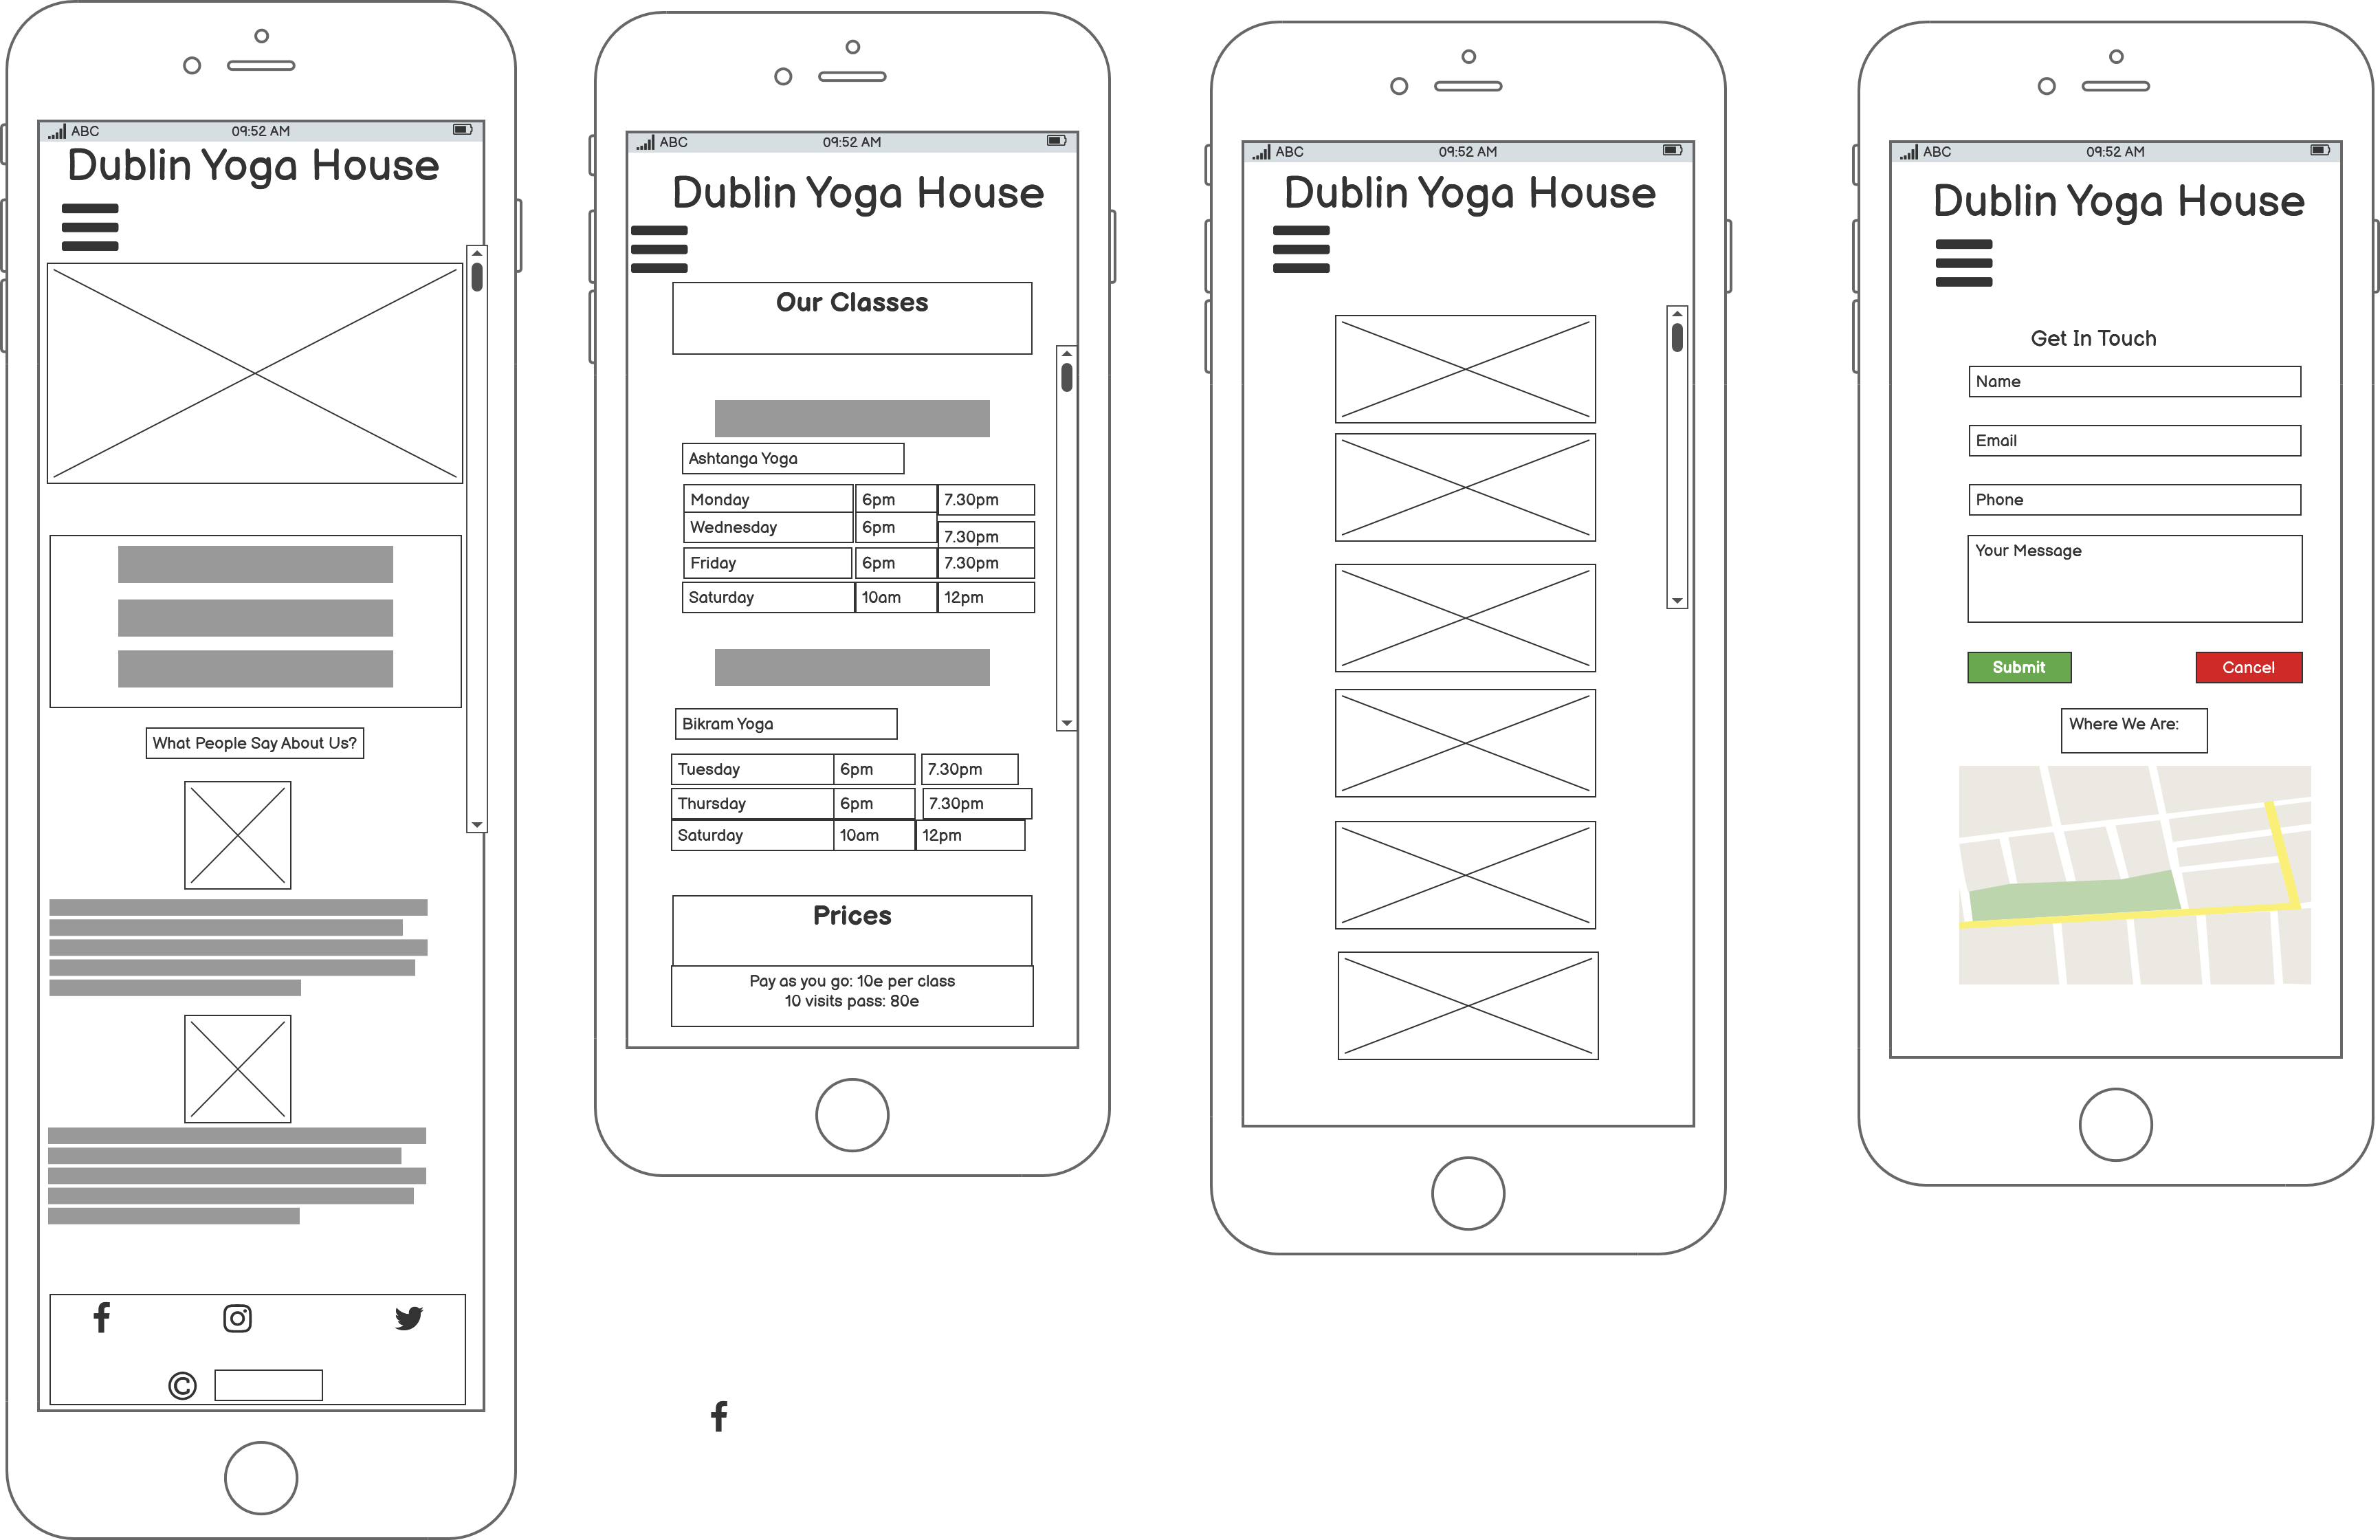 ABC 09:52 AM
Dublin Yoga House
What People Say About Us?
©
ABC 09:52 AM
Dublin Yoga House
Our Classes
Ashtanga Yoga
Monday 6pm 7.30pm
Wednesday 6pm 7.30pm
Friday 6pm 7.30pm
Saturday 10am 12pm
Bikram Yoga
Tuesday 6pm 7.30pm
Thursday 6pm 7.30pm
Saturday 10am 12pm
Prices
Pay as you go: 10e per class
10 visits pass: 80e
ABC 09:52 AM
Dublin Yoga House
ABC 09:52 AM
Dublin Yoga House
Get In Touch
Name
Email
Phone
Your Message
Submit Cancel
Where We Are: